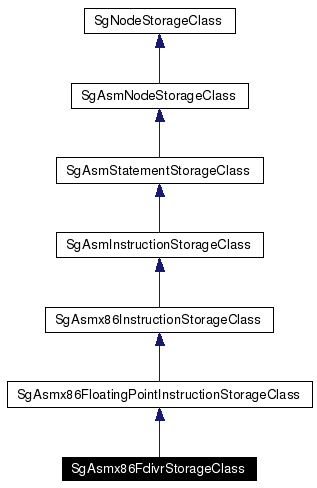 SgNodeStorageClass
SgAsmNodeStorageClass
SgAsmStatementStorageClass
SgAsmInstructionStorageClass
SgAsmx86InstructionStorageClass
SgAsmx86FloatingPointInstructionStorageClass
SgAsmx86FdivrStorageClass